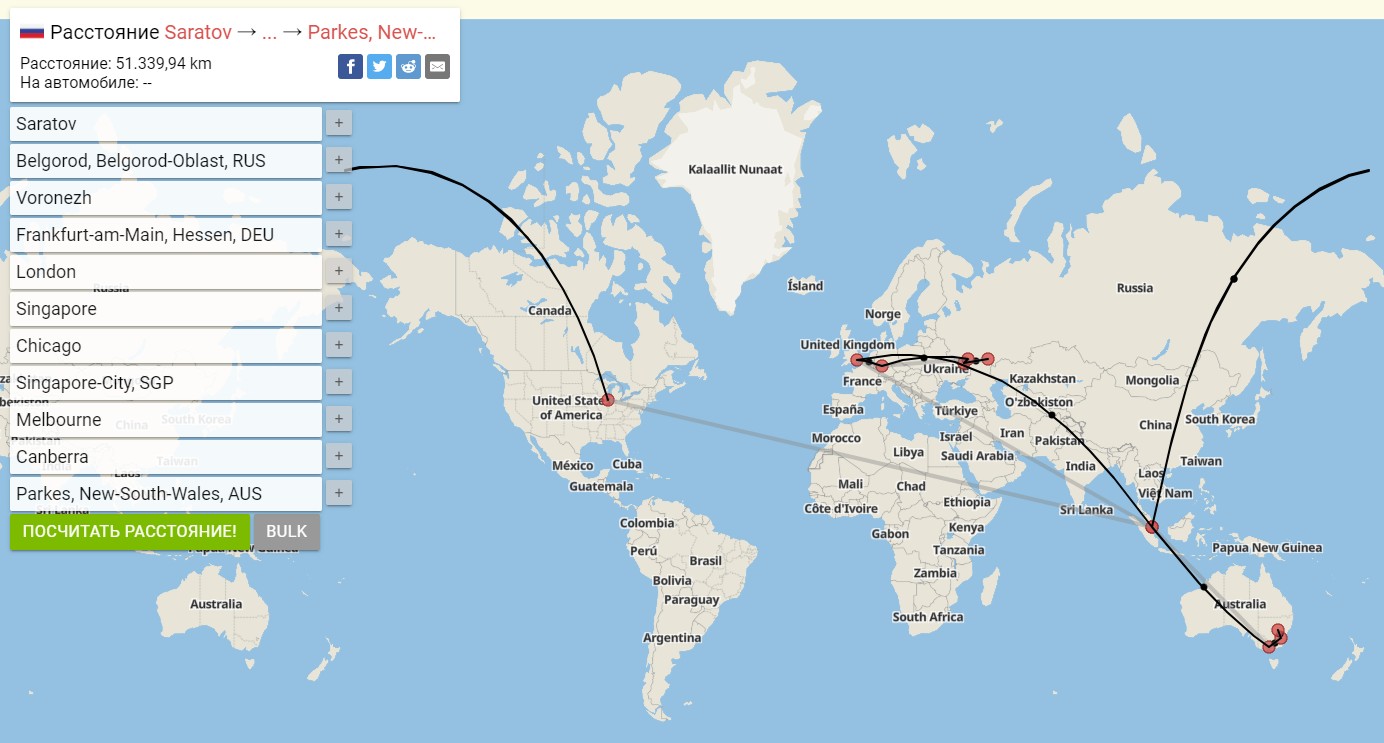 Расстояние Saratov → ... → Parkes, New-…
Расстояние: 51.339,94 km
На автомобиле: --
Saratov
+
Belgorod, Belgorod-Oblast, RUS
+
Voronezh
+
Frankfurt-am-Main, Hessen, DEU
+
London
+
Singapore
+
Chicago
+
Singapore-City, SGP
+
Melbourne
+
Canberra
+
Parkes, New-South-Wales, AUS
+
ПОСЧИТАТЬ РАССТОЯНИЕ!
BULK
Kalaallit Nunaat
Ísland
Norge
Russia
Canada
United Kingdom
Ukraine
France
Kazakhstan
Mongolia
United States
of America
España
Türkiye
O'zbekiston
South Korea
China
Morocco
Israel
Iran
Pakistan
Libya
Saudi Arabia
Taiwan
India
Laos
México
Cuba
Guatemala
Mali
Chad
Việt Nam
Côte d'Ivoire
Ethiopia
Sri Lanka
Colombia
Gabon
Kenya
Papua New Guinea
Perú
Brasil
Tanzania
Bolivia
Zambia
Paraguay
Australia
South Africa
Argentina
Russia
China
South Korea
Pakistan
India
Taiwan
Laos
Sri Lanka
Papua New Guinea
Australia